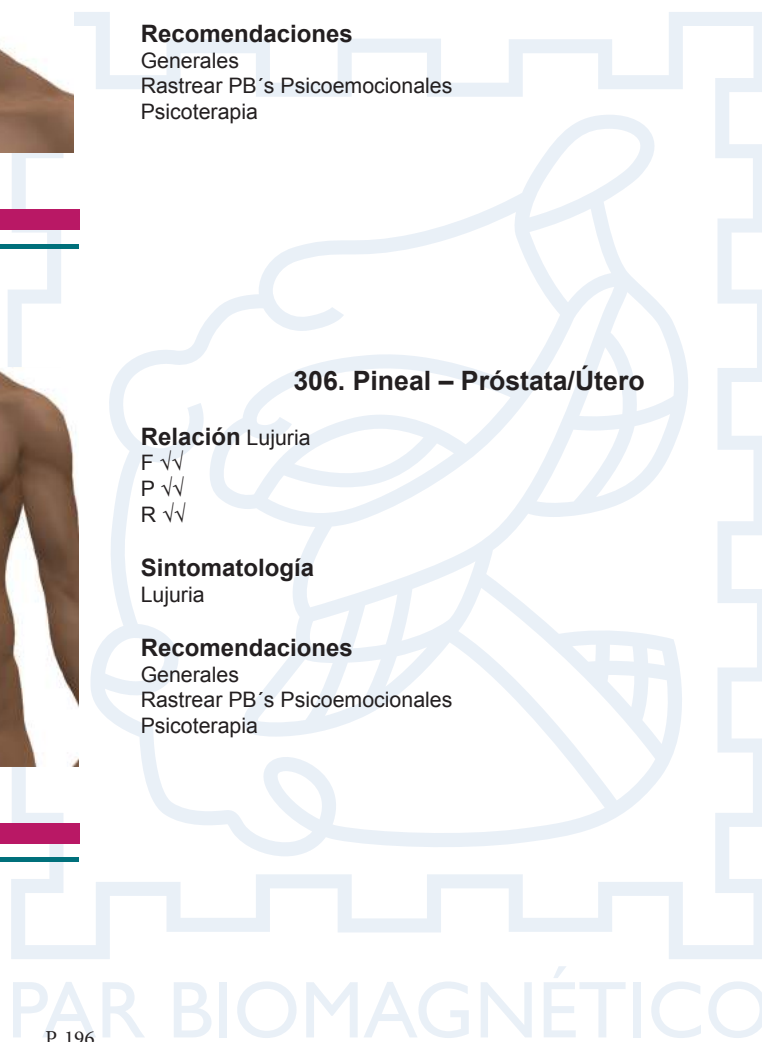 Recomendaciones
Generales
Rastrear PB´s Psicoemocionales
Psicoterapia
306. Pineal – Próstata/Útero
Relación Lujuria
F √√
P √√
R √√
Sintomatología
Lujuria
Recomendaciones
Generales
Rastrear PB´s Psicoemocionales
Psicoterapia
PAR BIOMAGNÉTICO
P. 196